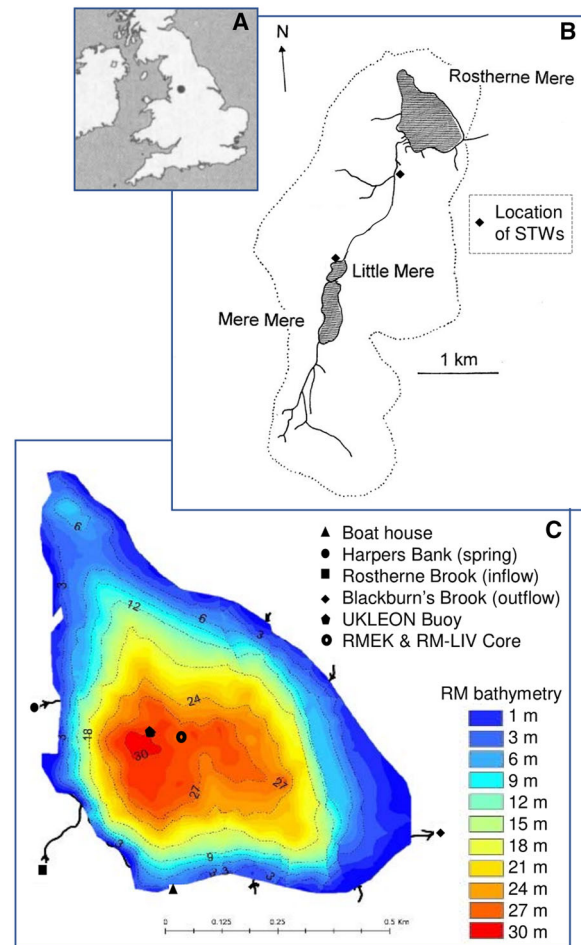 A
B
N
Rostherne Mere
Location
of STWs
Little Mere
Mere Mere
1 km
C
Boat house
Harpers Bank (spring)
Rostherne Brook (inflow)
Blackburn's Brook (outflow)
UKLEON Buoy
RMEK & RM-LIV Core
RM bathymetry
1 m
3 m
6 m
9 m
12 m
15 m
18 m
21 m
24 m
27 m
30 m
6
3
12
6
3
24
18
3
30
27
27
3
9
3
3
3
0 0.125 0.25 0.5 Km